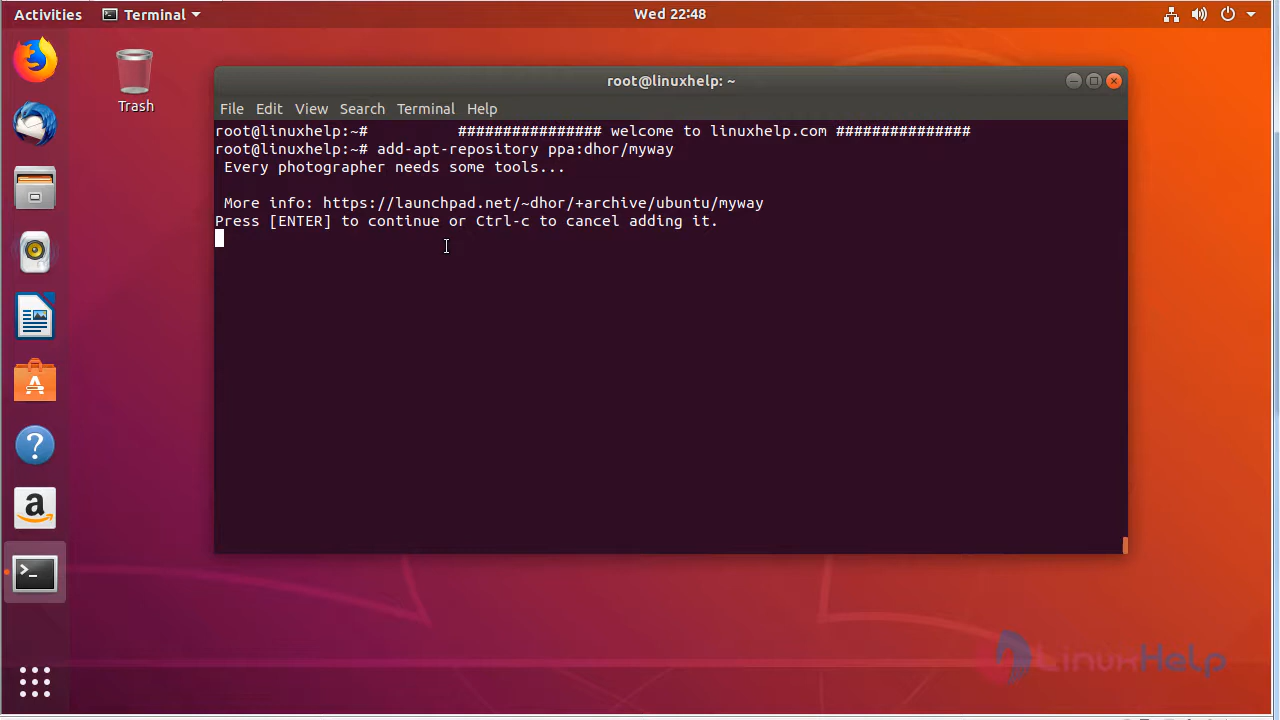 Activities Terminal Wed 22:48
Trash
root@linuxhelp: ~
File Edit View Search Terminal Help
root@linuxhelp:~# ################ welcome to linuxhelp.com ###############
root@linuxhelp:~# add-apt-repository ppa:dhor/myway
Every photographer needs some tools...
More info: https://launchpad.net/~dhor/+archive/ubuntu/myway
Press [ENTER] to continue or Ctrl-c to cancel adding it.
LinuxHelp